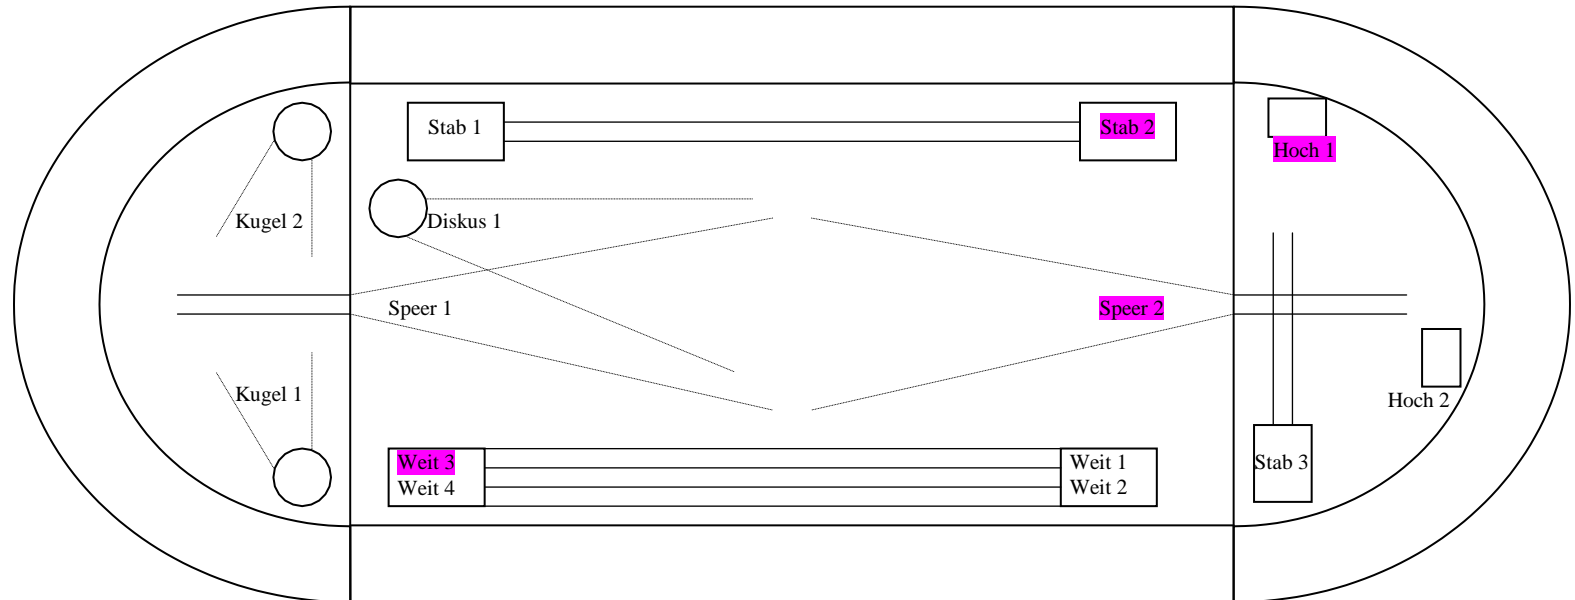 Stab 1
Stab 2
Hoch 1
Kugel 2
Diskus 1
Speer 1
Speer 2
Kugel 1
Hoch 2
Weit 3
Weit 4
Weit 1
Weit 2
Stab 3